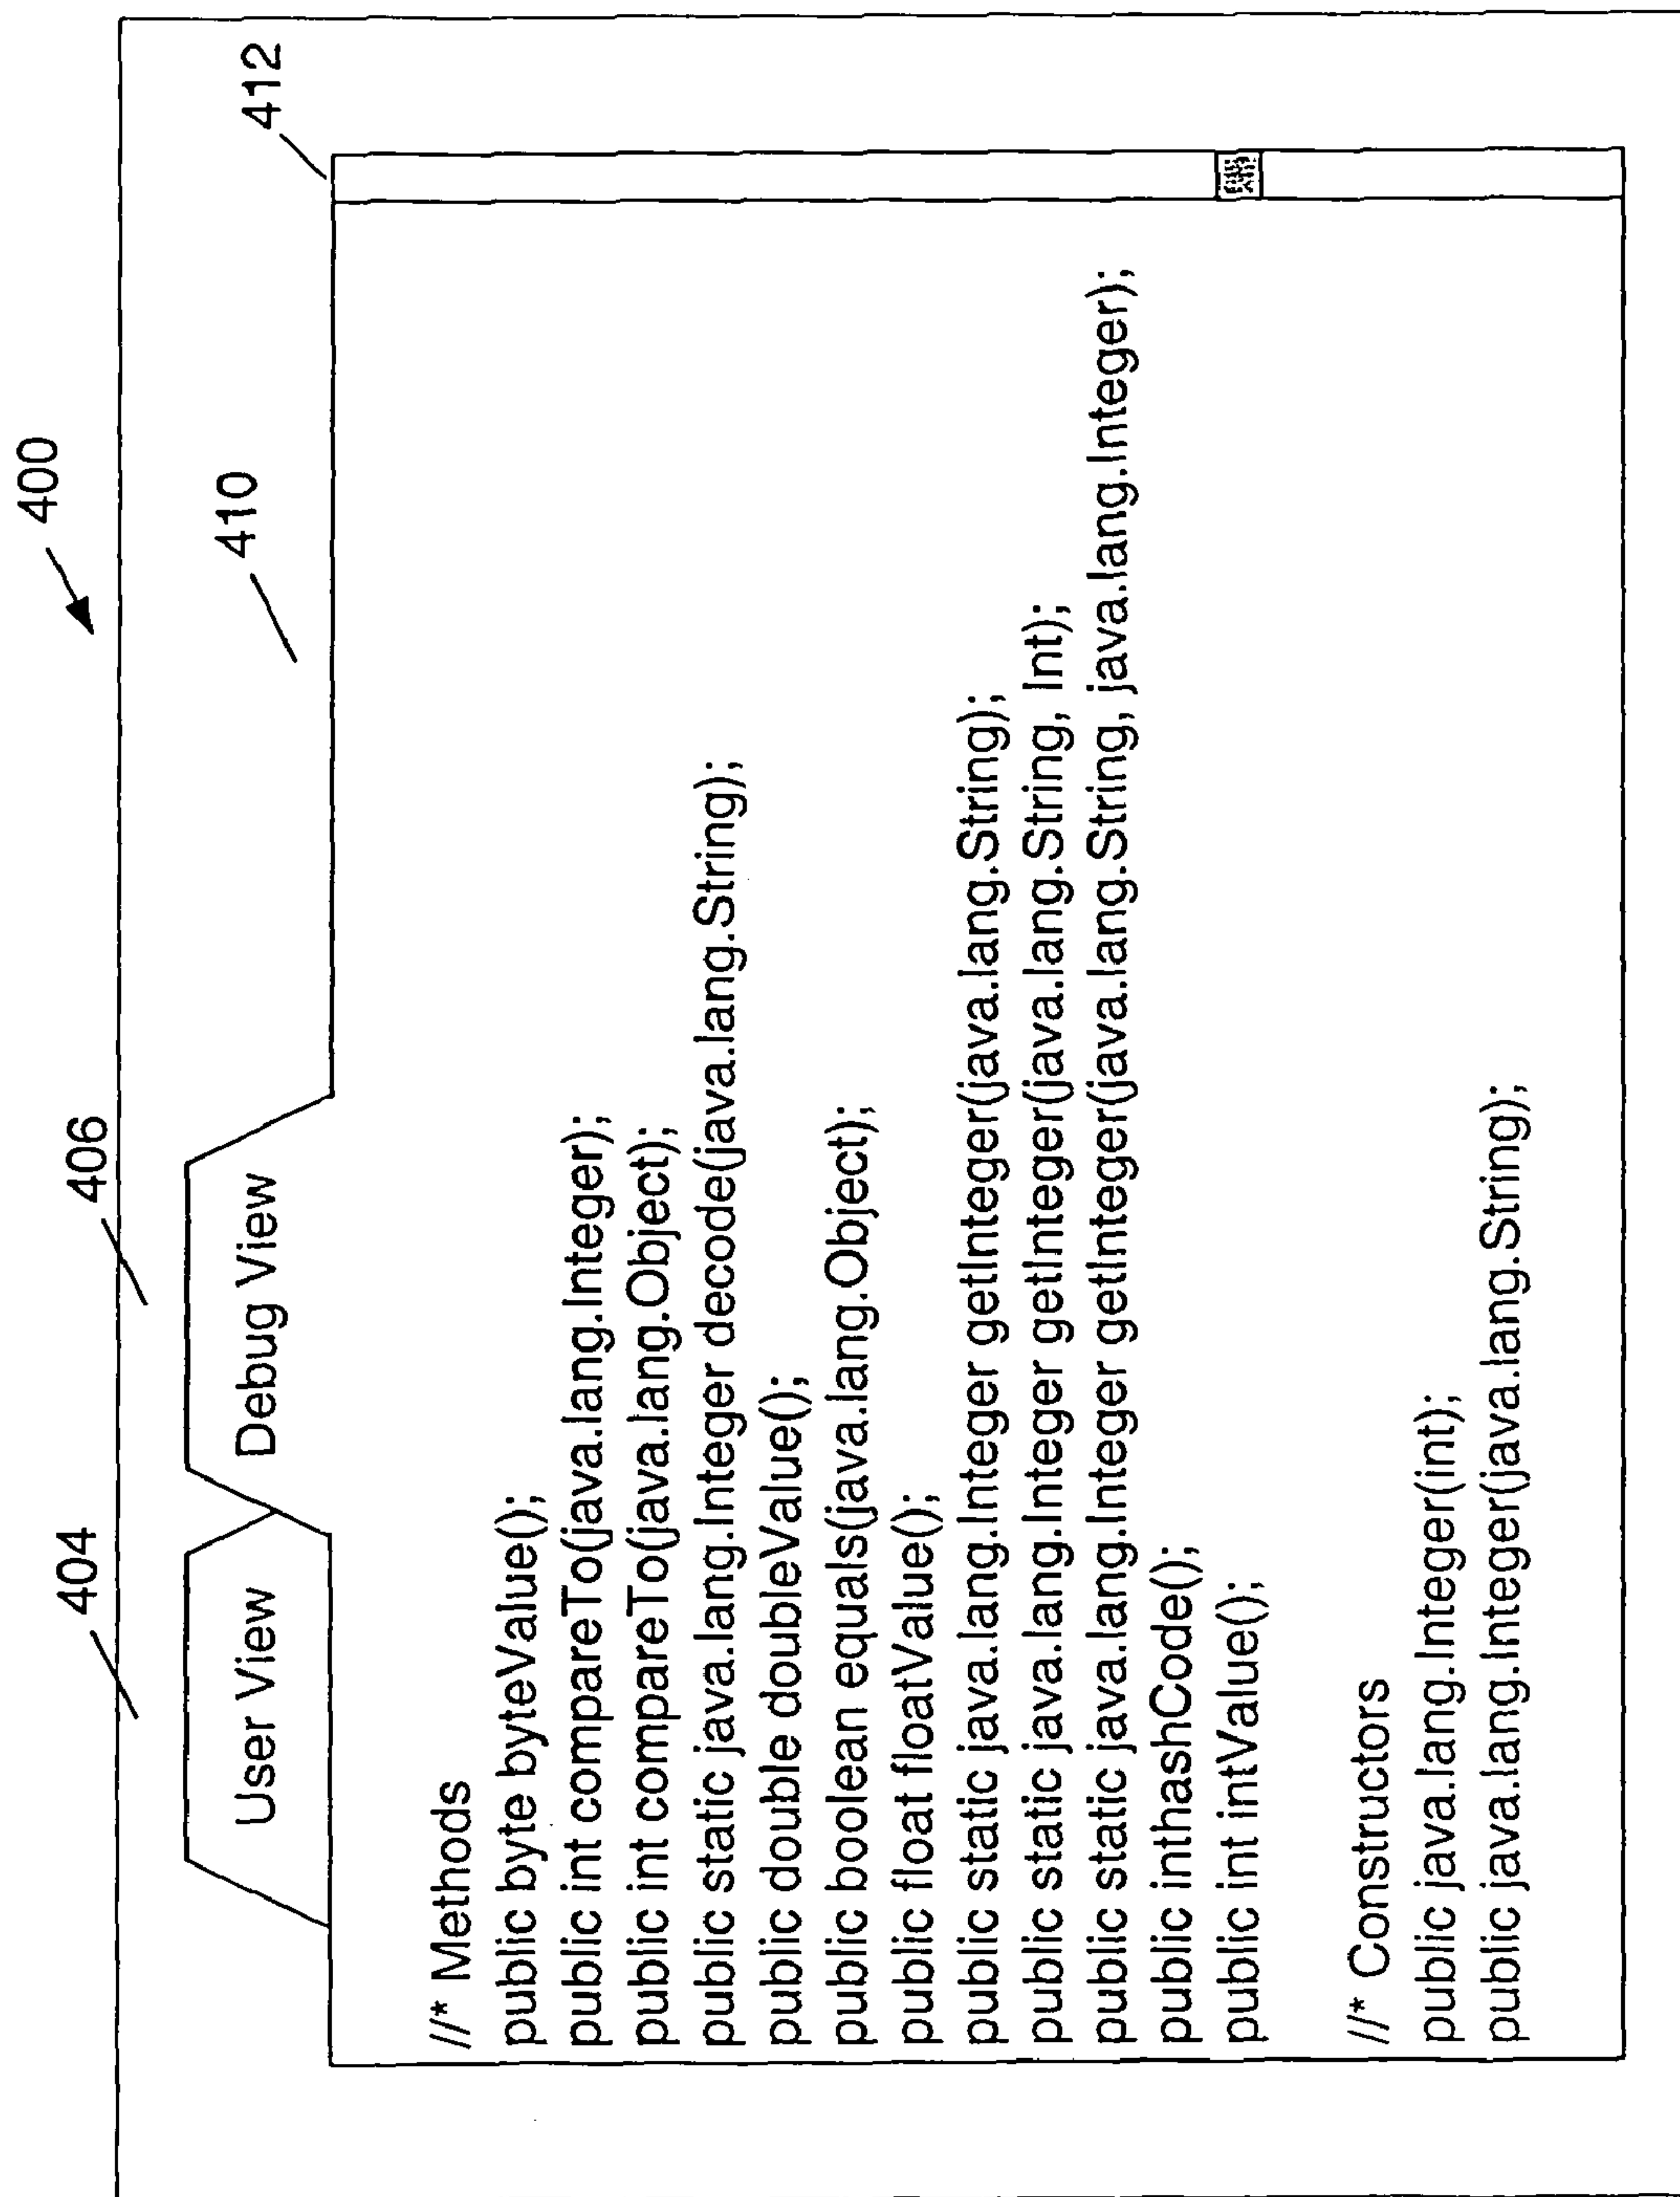 400
404
406
410
412
User View
Debug View
//* Methods
public byte byteValue();
public int compareTo(java.lang.Integer);
public int compareTo(java.lang.Object);
public static java.lang.Integer decode(java.lang.String);
public double doubleValue();
public boolean equals(java.lang.Object);
public float floatValue();
public static java.lang.Integer getInteger(java.lang.String);
public static java.lang.Integer getInteger(java.lang.String, Int);
public static java.lang.Integer getInteger(java.lang.String, java.lang.Integer);
public inthashCode();
public int intValue();
//* Constructors
public java.lang.Integer(int);
public java.lang.Integer(java.lang.String);